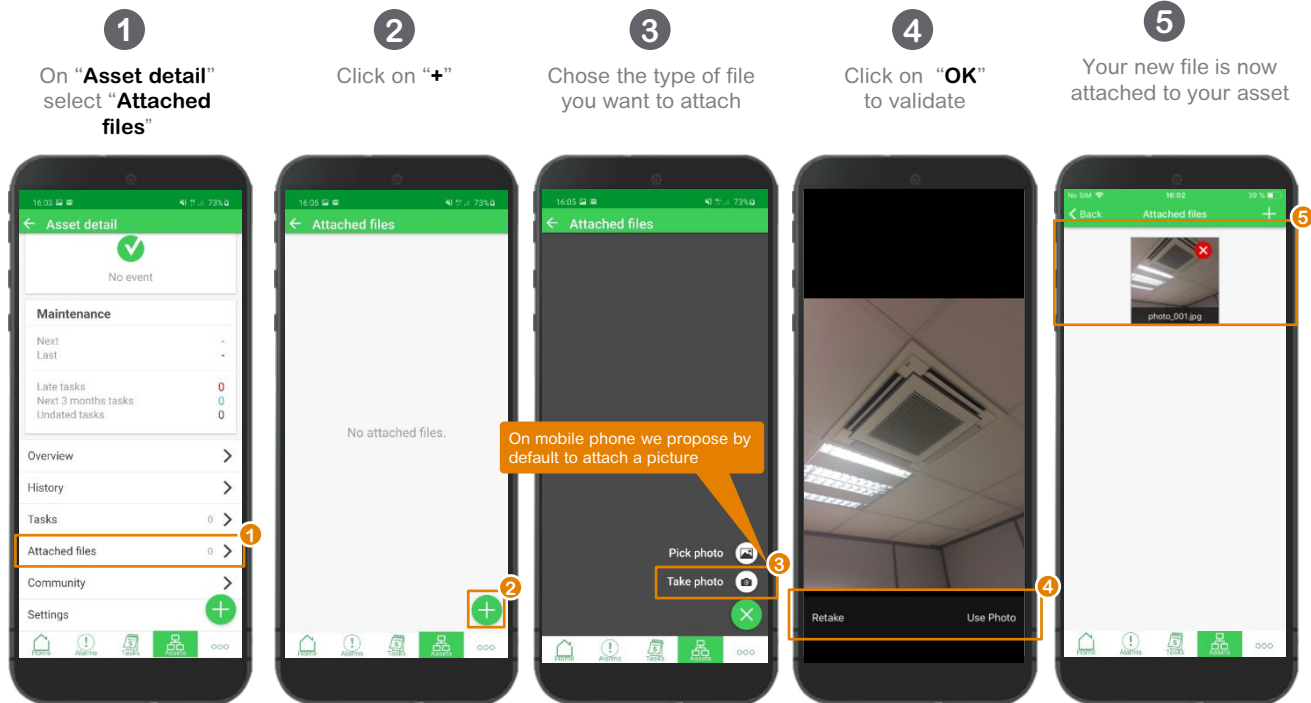 1
On “Asset detail”
select “Attached
files”
2
Click on “+”
3
Chose the type of file
you want to attach
4
Click on “OK”
to validate
5
Your new file is now
attached to your asset
16:03
73%
Asset detail
No event
Maintenance
Next -
Last -
Late tasks 0
Next 3 months tasks 0
Undated tasks 0
Overview
History
Tasks 0
Attached files 0
1
Community
Settings
Home Alarms Tasks Assets
16:05
73%
Attached files
No attached files.
2
Home Alarms Tasks Assets
16:05
73%
Attached files
On mobile phone we propose by
default to attach a picture
Pick photo
3
Take photo
Home Alarms Tasks Assets
4
Retake Use Photo
No SIM 16:02 39 %
Back Attached files +
5
photo_001.jpg
Home Alarms Tasks Assets